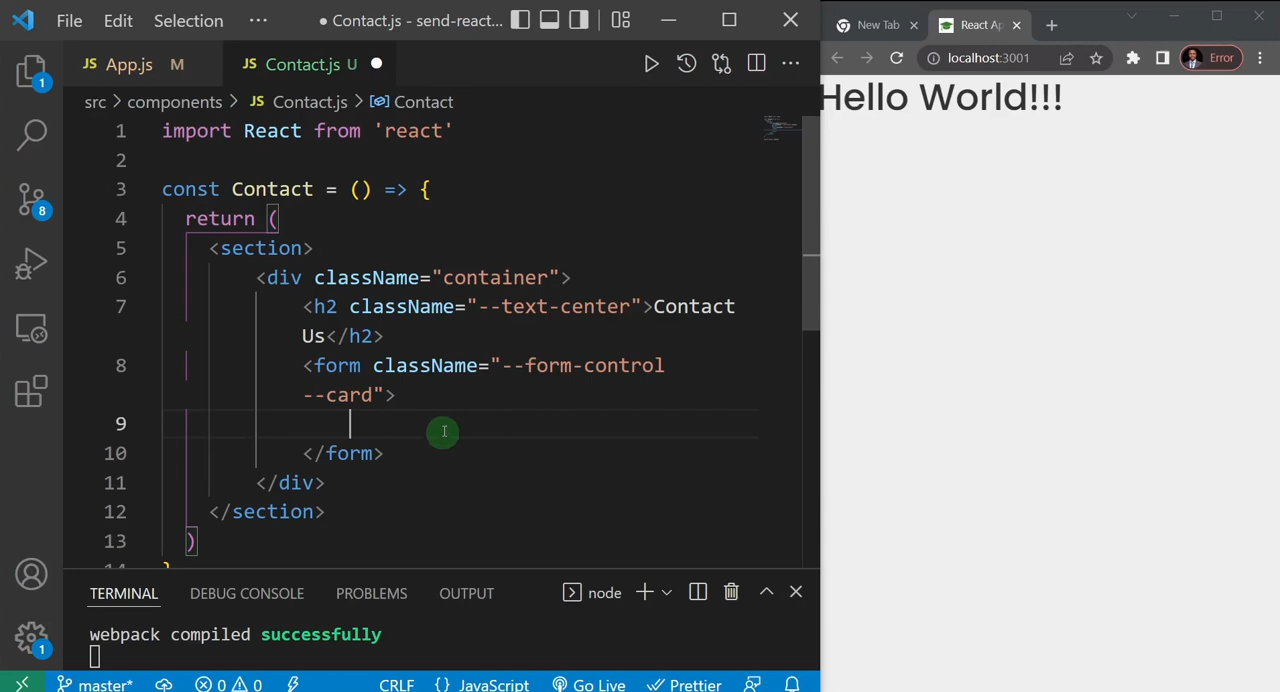 File Edit Selection ··· ● Contact.js - send-react...
JS App.js M JS Contact.js U ●
src > components > JS Contact.js > Contact
1 import React from 'react'
2
3 const Contact = () => {
4 return (
5 <section>
6 <div className="container">
7 <h2 className="--text-center">Contact
Us</h2>
8 <form className="--form-control
--card">
9
10 </form>
11 </div>
12 </section>
13 )
14 }
1
8
1
TERMINAL DEBUG CONSOLE PROBLEMS OUTPUT node
webpack compiled successfully
master* 0 0 CRLF {} JavaScript Go Live Prettier
New Tab React Ap
localhost:3001 Error
Hello World!!!